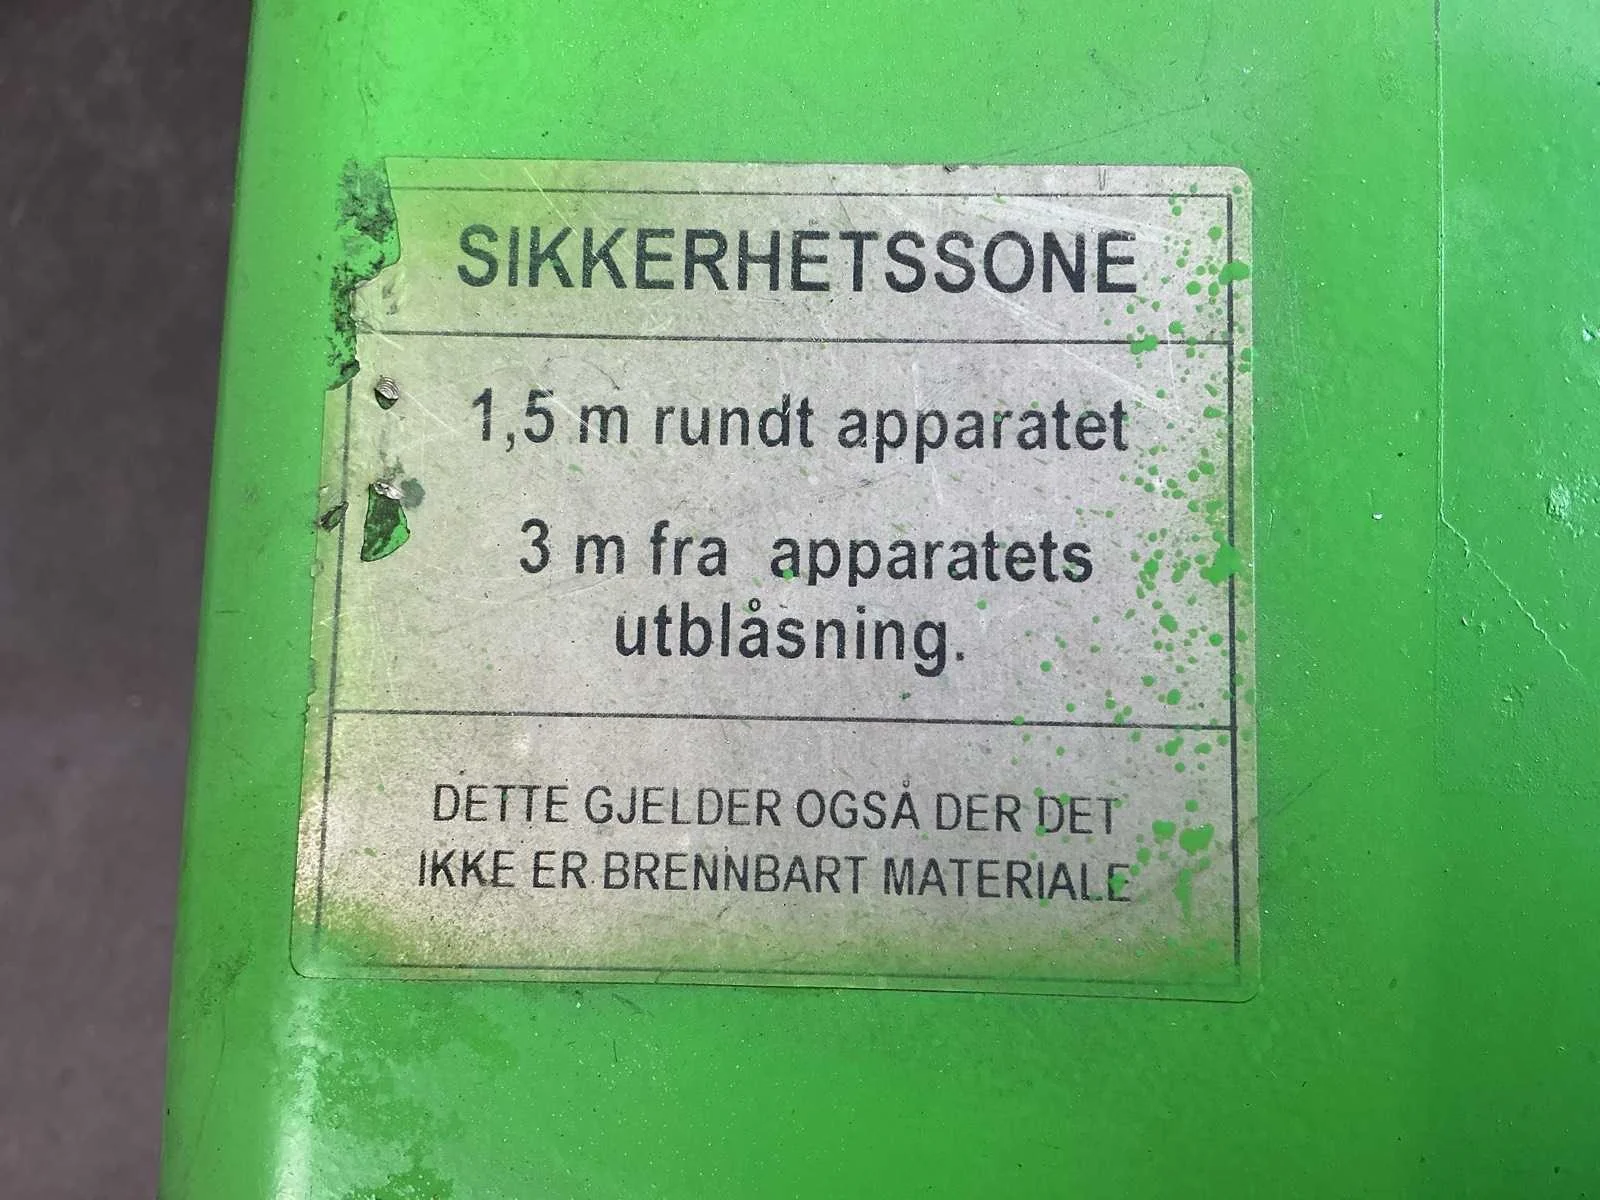 SIKKERHETSSONE
1,5 m rundt apparatet
3 m fra apparatets
utblåsning.
DETTE GJELDER OGSÅ DER DET
IKKE ER BRENNBART MATERIALE